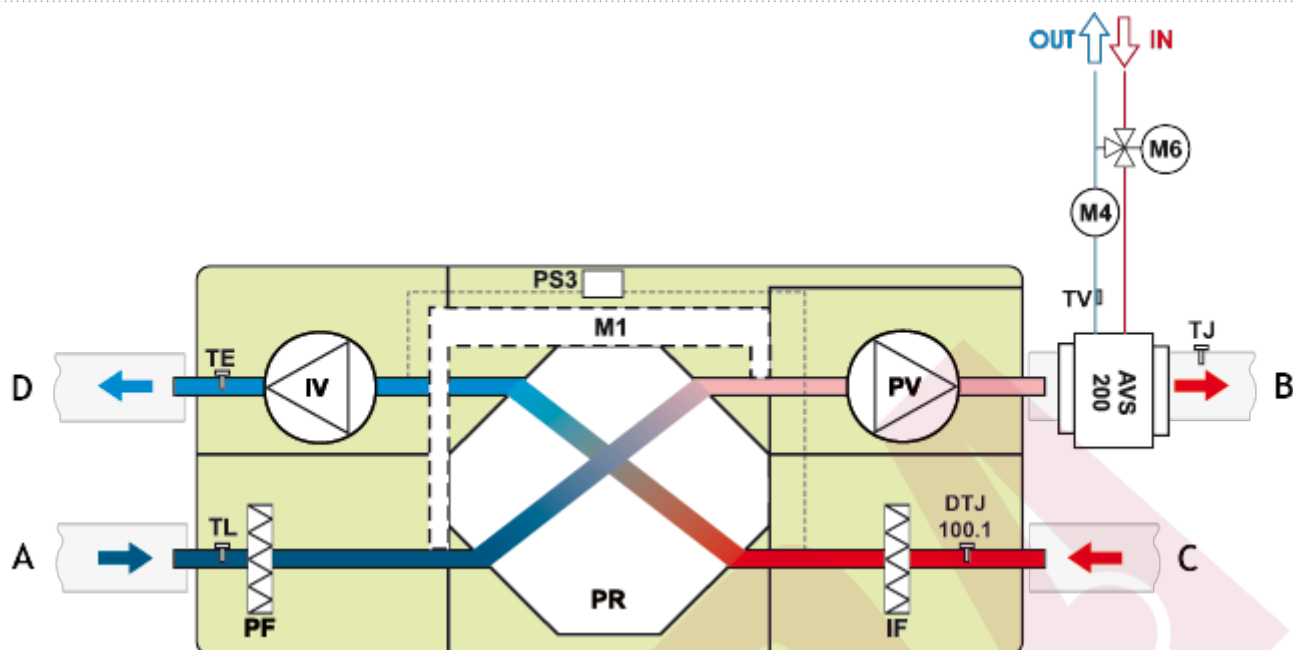 OUT IN
M6
M4
PS3
TV
M1
TJ
TE
D
IV
PV
AVS
200
B
TL
DTJ
100.1
A
C
PR
PF
IF